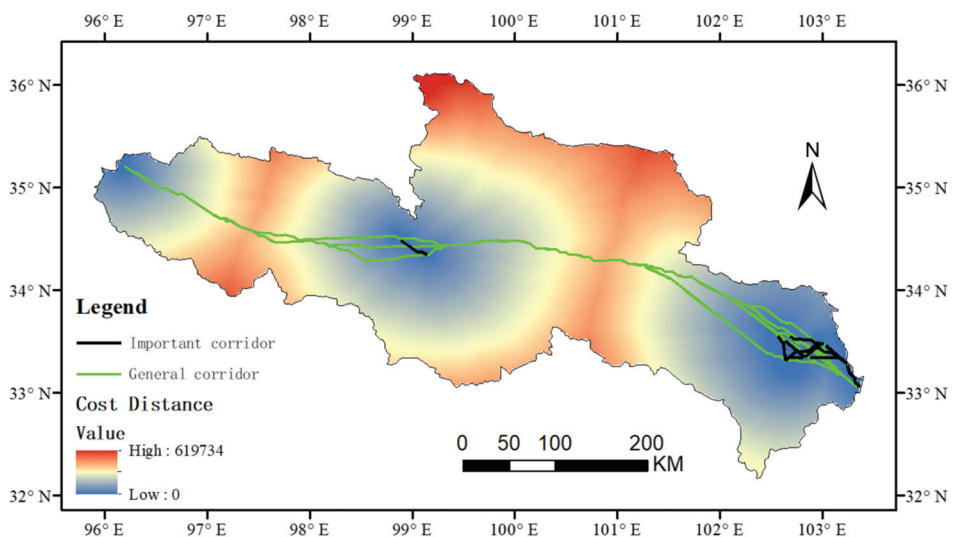 96° E 97° E 98° E 99° E 100° E 101° E 102° E 103° E
36° N 36° N
N
35° N 35° N
34° N 34° N
Legend
Important corridor
General corridor
33° N 33° N
Cost Distance
Value
High : 619734
Low : 0
0 50 100 200
KM
32° N 32° N
96° E 97° E 98° E 99° E 100° E 101° E 102° E 103° E